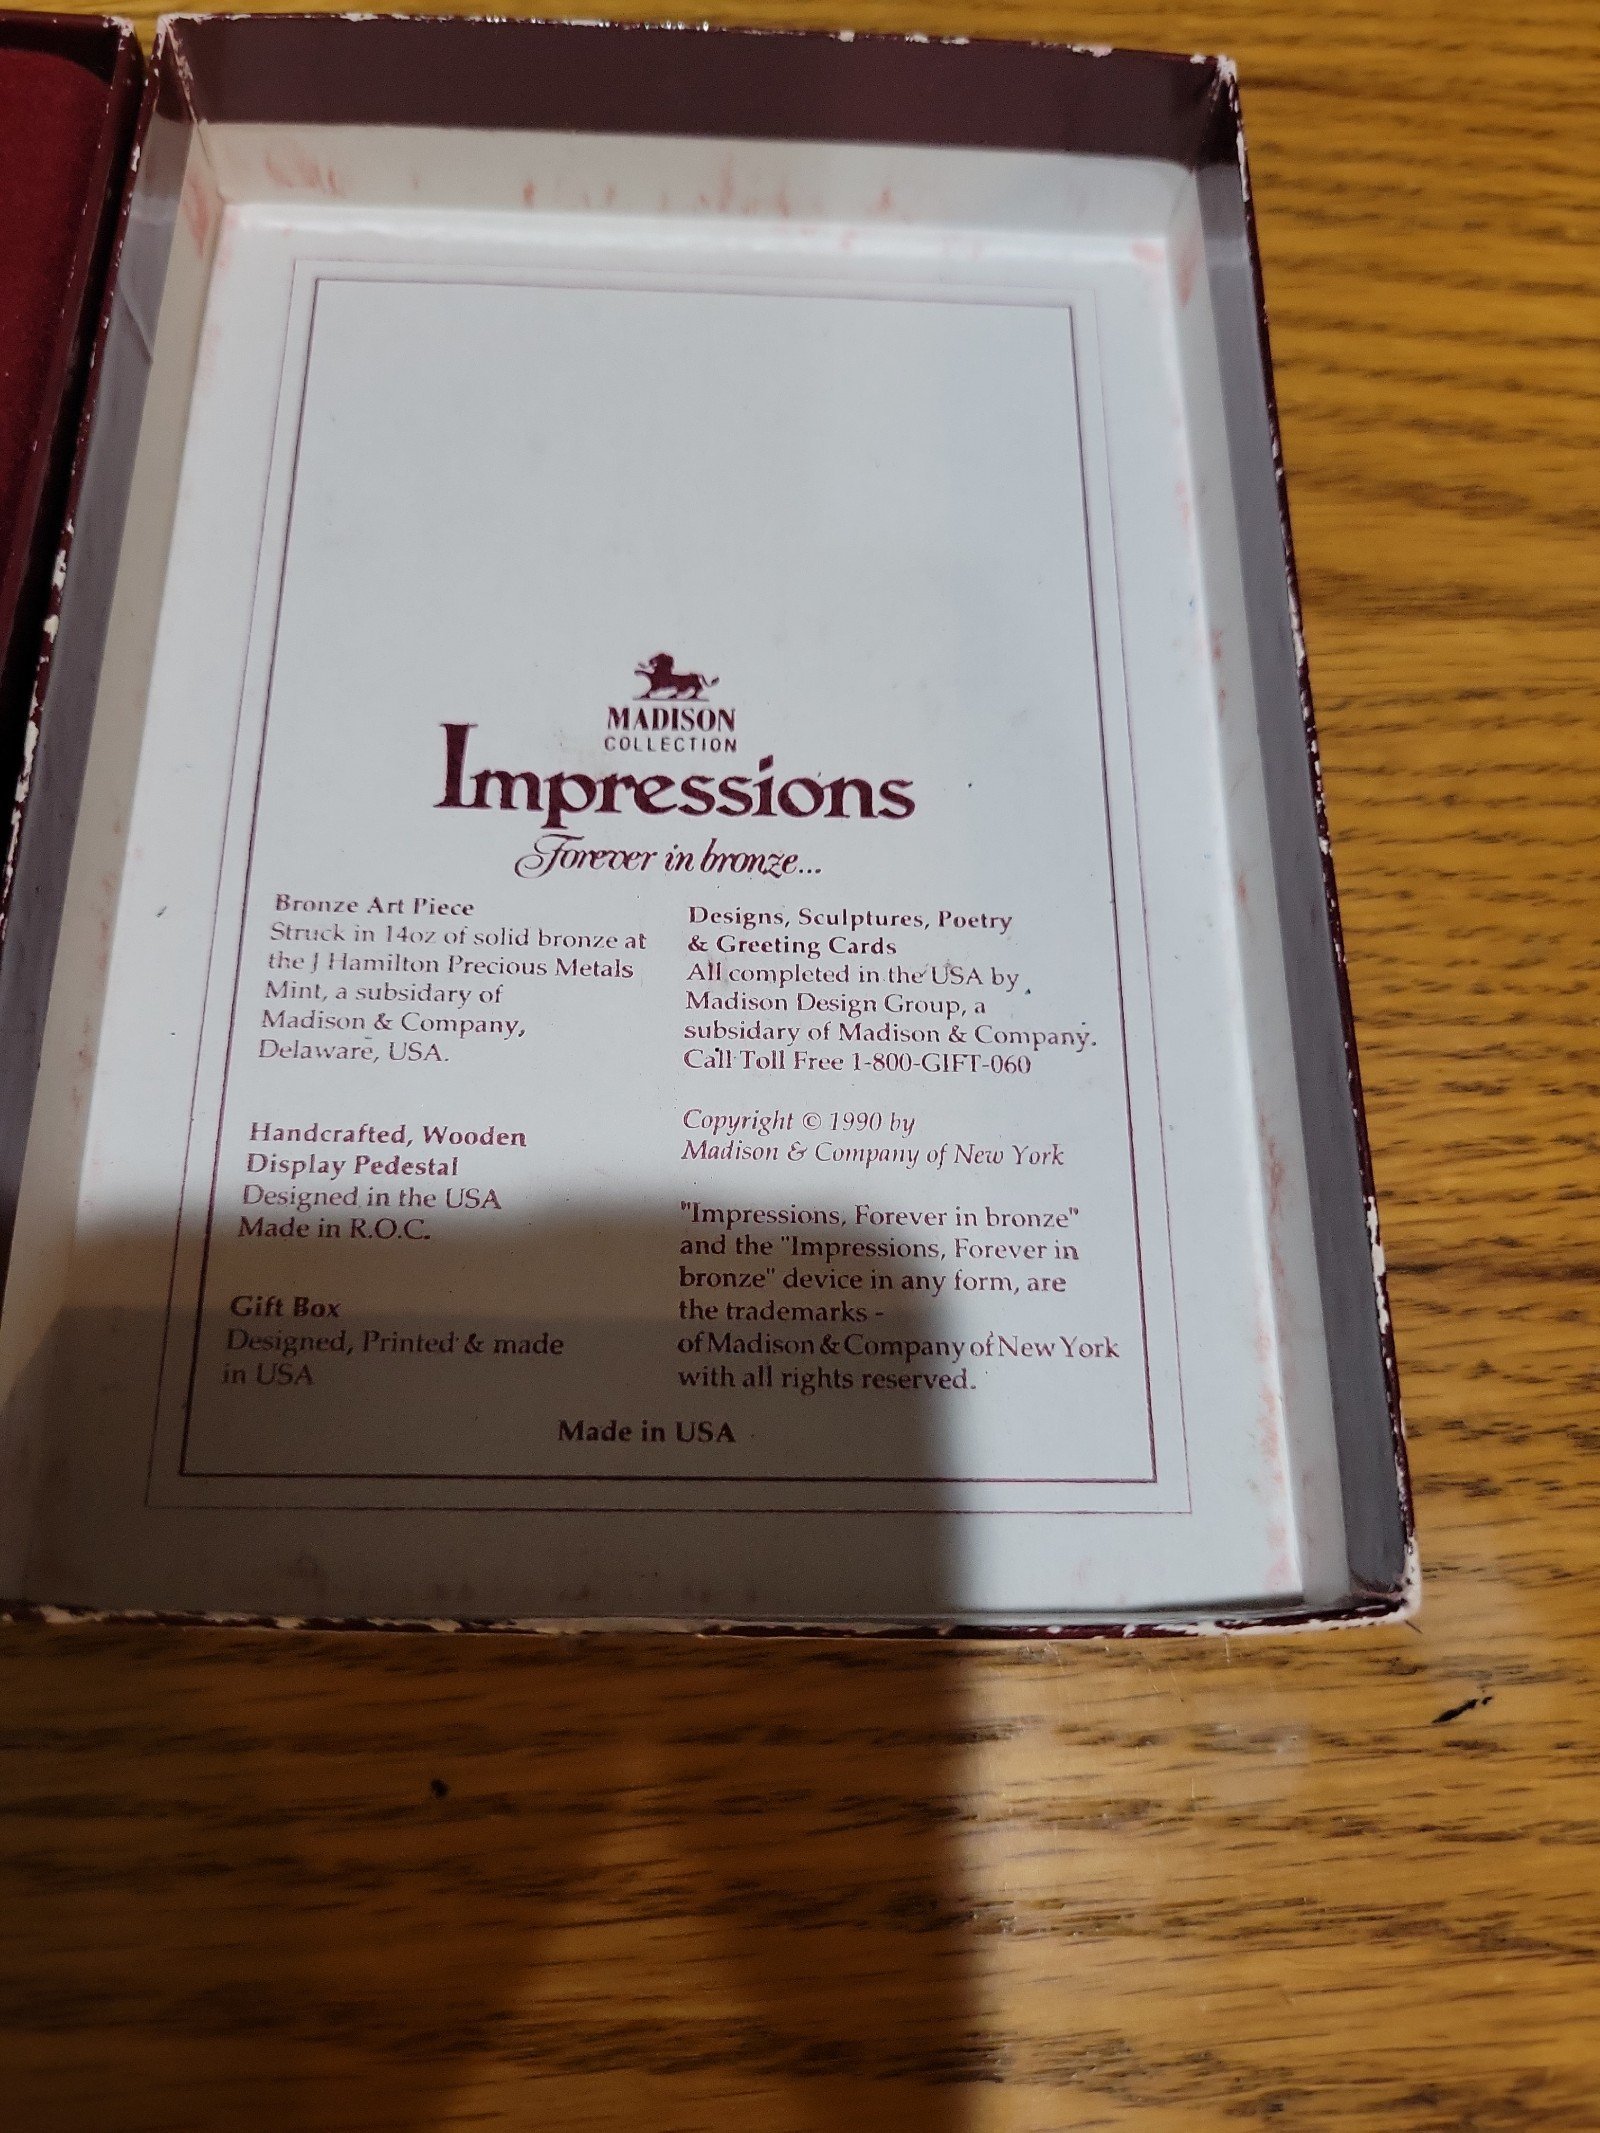 MADISON
COLLECTION
Impressions
Forever in bronze...
Bronze Art Piece
Struck in 14oz of solid bronze at
the J Hamilton Precious Metals
Mint, a subsidary of
Madison & Company,
Delaware, USA.
Handcrafted, Wooden
Display Pedestal
Designed in the USA
Made in R.O.C.
Gift Box
Designed, Printed & made
in USA
Designs, Sculptures, Poetry
& Greeting Cards
All completed in the USA by
Madison Design Group, a
subsidary of Madison & Company.
Call Toll Free 1-800-GIFT-060
Copyright © 1990 by
Madison & Company of New York
"Impressions, Forever in bronze"
and the "Impressions, Forever in
bronze" device in any form, are
the trademarks -
of Madison & Company of New York
with all rights reserved.
Made in USA